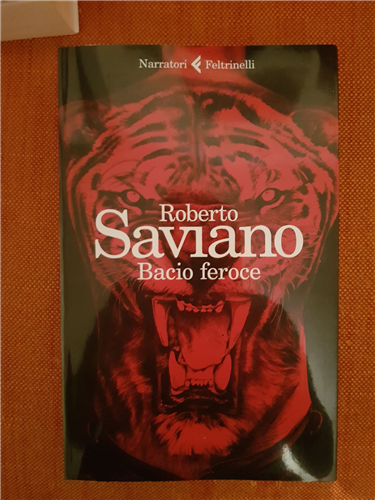 Narratori Feltrinelli
Roberto
Saviano
Bacio feroce